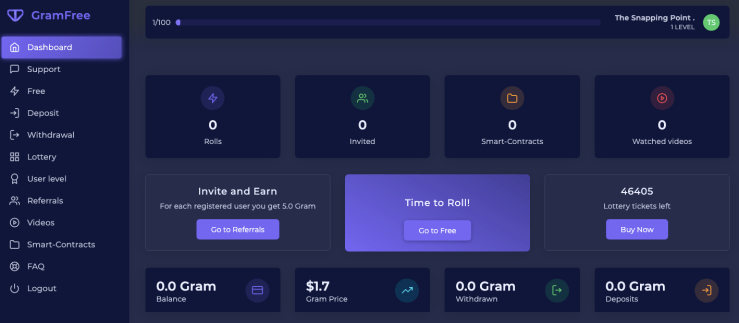 GramFree
Dashboard
Support
Free
Deposit
Withdrawal
Lottery
User level
Referrals
Videos
Smart-Contracts
FAQ
Logout
1/100
The Snapping Point .
1 LEVEL
TS
0
Rolls
0
Invited
0
Smart-Contracts
0
Watched videos
Invite and Earn
For each registered user you get 5.0 Gram
Go to Referrals
Time to Roll!
Go to Free
46405
Lottery tickets left
Buy Now
0.0 Gram
Balance
$1.7
Gram Price
0.0 Gram
Withdrawn
0.0 Gram
Deposits